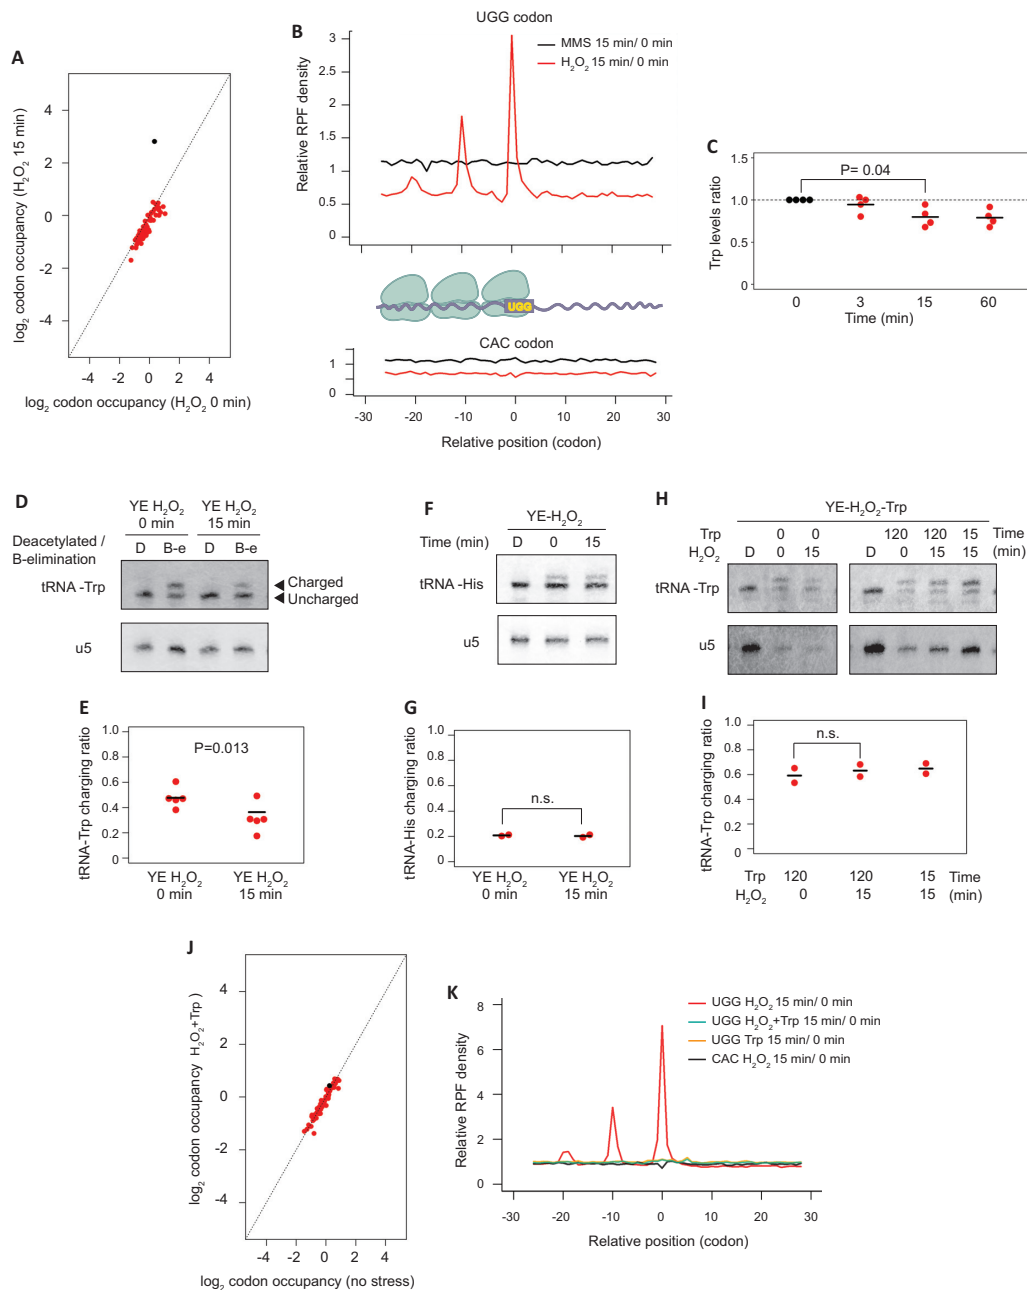 A
log₂ codon occupancy (H₂O₂ 15 min)
4
2
0
-2
-4
-4 -2 0 2 4
log₂ codon occupancy (H₂O₂ 0 min)
B
UGG codon
MMS 15 min/ 0 min
H₂O₂ 15 min/ 0 min
Relative RPF density
3
2.5
2
1.5
1
0.5
0
UGG
CAC codon
1
0
-30 -20 -10 0 10 20 30
Relative position (codon)
C
Trp levels ratio
1.5
1.0
0.5
0
P= 0.04
0 3 15 60
Time (min)
D
YE H₂O₂ YE H₂O₂
0 min 15 min
Deacetylated /
B-elimination
D B-e D B-e
tRNA -Trp
Charged
Uncharged
u5
E
tRNA-Trp charging ratio
1.0
0.8
0.6
0.4
0.2
0
P=0.013
YE H₂O₂ YE H₂O₂
0 min 15 min
F
YE-H₂O₂
Time (min) D 0 15
tRNA -His
u5
G
tRNA-His charging ratio
1.0
0.8
0.6
0.4
0.2
0
n.s.
YE H₂O₂ YE H₂O₂
0 min 15 min
H
YE-H₂O₂-Trp
Trp 0 0 120 120 15 Time
H₂O₂ D 0 15 D 0 15 15 (min)
tRNA -Trp
u5
I
tRNA-Trp charging ratio
1.0
0.8
0.6
0.4
0.2
0
n.s.
Trp 120 120 15 Time
H₂O₂ 0 15 15 (min)
J
log₂ codon occupancy H₂O₂+Trp )
4
2
0
-2
-4
-4 -2 0 2 4
log₂ codon occupancy (no stress)
K
UGG H₂O₂ 15 min/ 0 min
UGG H₂O₂+Trp 15 min/ 0 min
UGG Trp 15 min/ 0 min
CAC H₂O₂ 15 min/ 0 min
Relative RPF density
8
6
4
2
0
-30 -20 -10 0 10 20 30
Relative position (codon)